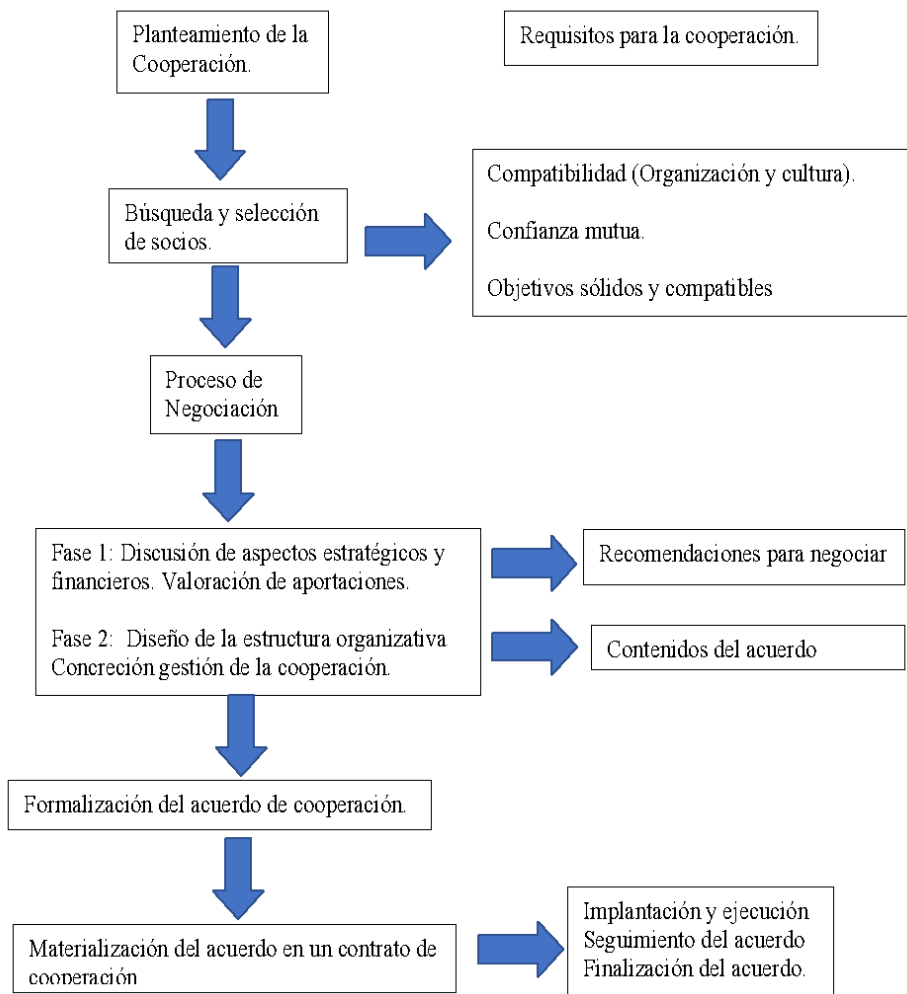 Planteamiento de la
Cooperación.
Requisitos para la cooperación.
Búsqueda y selección
de socios.
Compatibilidad (Organización y cultura).
Confianza mutua.
Objetivos sólidos y compatibles
Proceso de
Negociación
Fase 1: Discusión de aspectos estratégicos y
financieros. Valoración de aportaciones.
Fase 2: Diseño de la estructura organizativa
Concreción gestión de la cooperación.
Recomendaciones para negociar
Contenidos del acuerdo
Formalización del acuerdo de cooperación.
Materialización del acuerdo en un contrato de
cooperación
Implantación y ejecución
Seguimiento del acuerdo
Finalización del acuerdo.